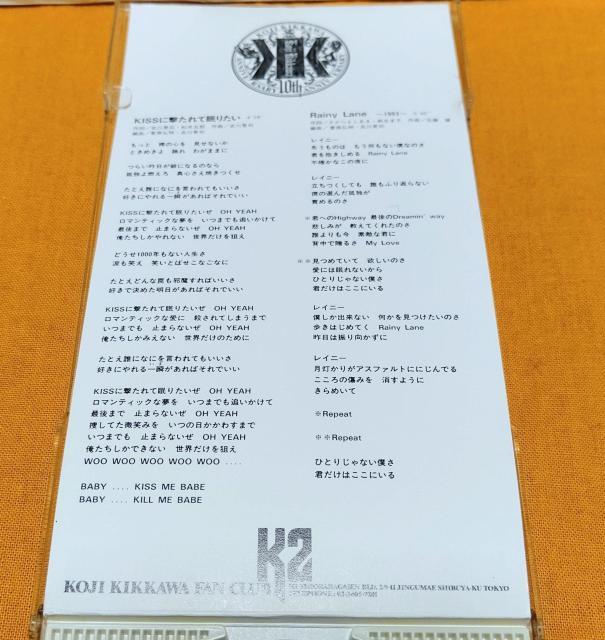 KOJI KIKKAWA
10th
KISSに撃たれて眠りたい
もっと 裸の心を 見せないか
ときめきよ 踊れ わがままに
つらい昨日が嘘になるのなら
孤独よ燃えろ 真心さえ焼きつくせ
たとえ誰になにを言われてもいいさ
好きにやれる一瞬があればそれでいい
KISSに撃たれて眠りたいぜ OH YEAH
ロマンティックな夢を いつまでも追いかけて
最後まで 止まらないぜ OH YEAH
俺たちしかやれない 世界だけを狙え
どうせ1000年もない人生さ
涙も笑え 笑いとばせこなごなに
たとえどんな罠も邪魔すればいいさ
好きで決めた明日があればそれでいい
KISSに撃たれて眠りたいぜ OH YEAH
ロマンティックな愛に 殺されてしまうまで
いつまでも 止まらないぜ OH YEAH
俺たちしかみえない 世界だけのために
たとえ誰になにを言われてもいいさ
好きにやれる一瞬があればそれでいい
KISSに撃たれて眠りたいぜ OH YEAH
ロマンティックな夢を いつまでも追いかけて
最後まで 止まらないぜ OH YEAH
捜してた微笑みを いつの日かかわすまで
いつまでも 止まらないぜ OH YEAH
俺たちしかできない 世界だけを狙え
WOO WOO WOO WOO WOO ....
BABY .... KISS ME BABE
BABY .... KILL ME BABE
Rainy Lane ～1993～
レイニー
失うものは もう何もない僕なのさ
君を抱きしめる Rainy Lane
不確かなこの夜に
レイニー
立ちつくしても 誰もふり返らない
僕の選んだ孤独が
責めるのさ
※君へのHighway 最後のDreamin' way
悲しみが 教えてくれたのさ
誰よりも今 素敵な君に
背中で贈るさ My Love
※※見つめていて 欲しいのさ
愛には眠れないから
ひとりじゃない僕さ
君だけはここにいる
レイニー
僕しか出来ない 何かを見つけたいのさ
歩きはじめてく Rainy Lane
昨日は振り向かずに
レイニー
月灯かりがアスファルトににじんでる
こころの傷みを 消すように
きらめいて
※Repeat
※※Repeat
ひとりじゃない僕さ
君だけはここにいる
K2
KOJI KIKKAWA FAN CLUB
JINGUMAE SHIBUYA-KU TOKYO